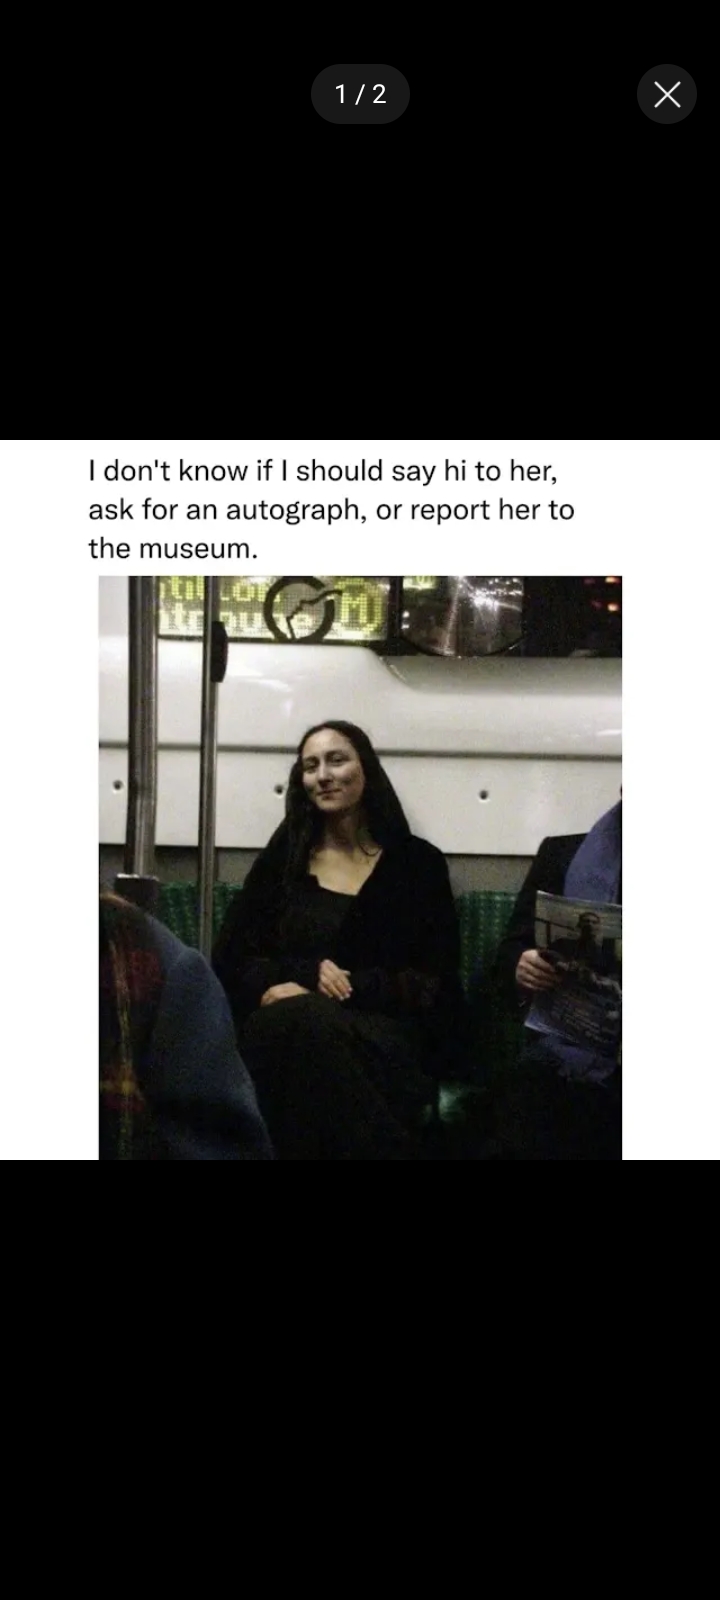 1 / 2
I don't know if I should say hi to her,
ask for an autograph, or report her to
the museum.
M